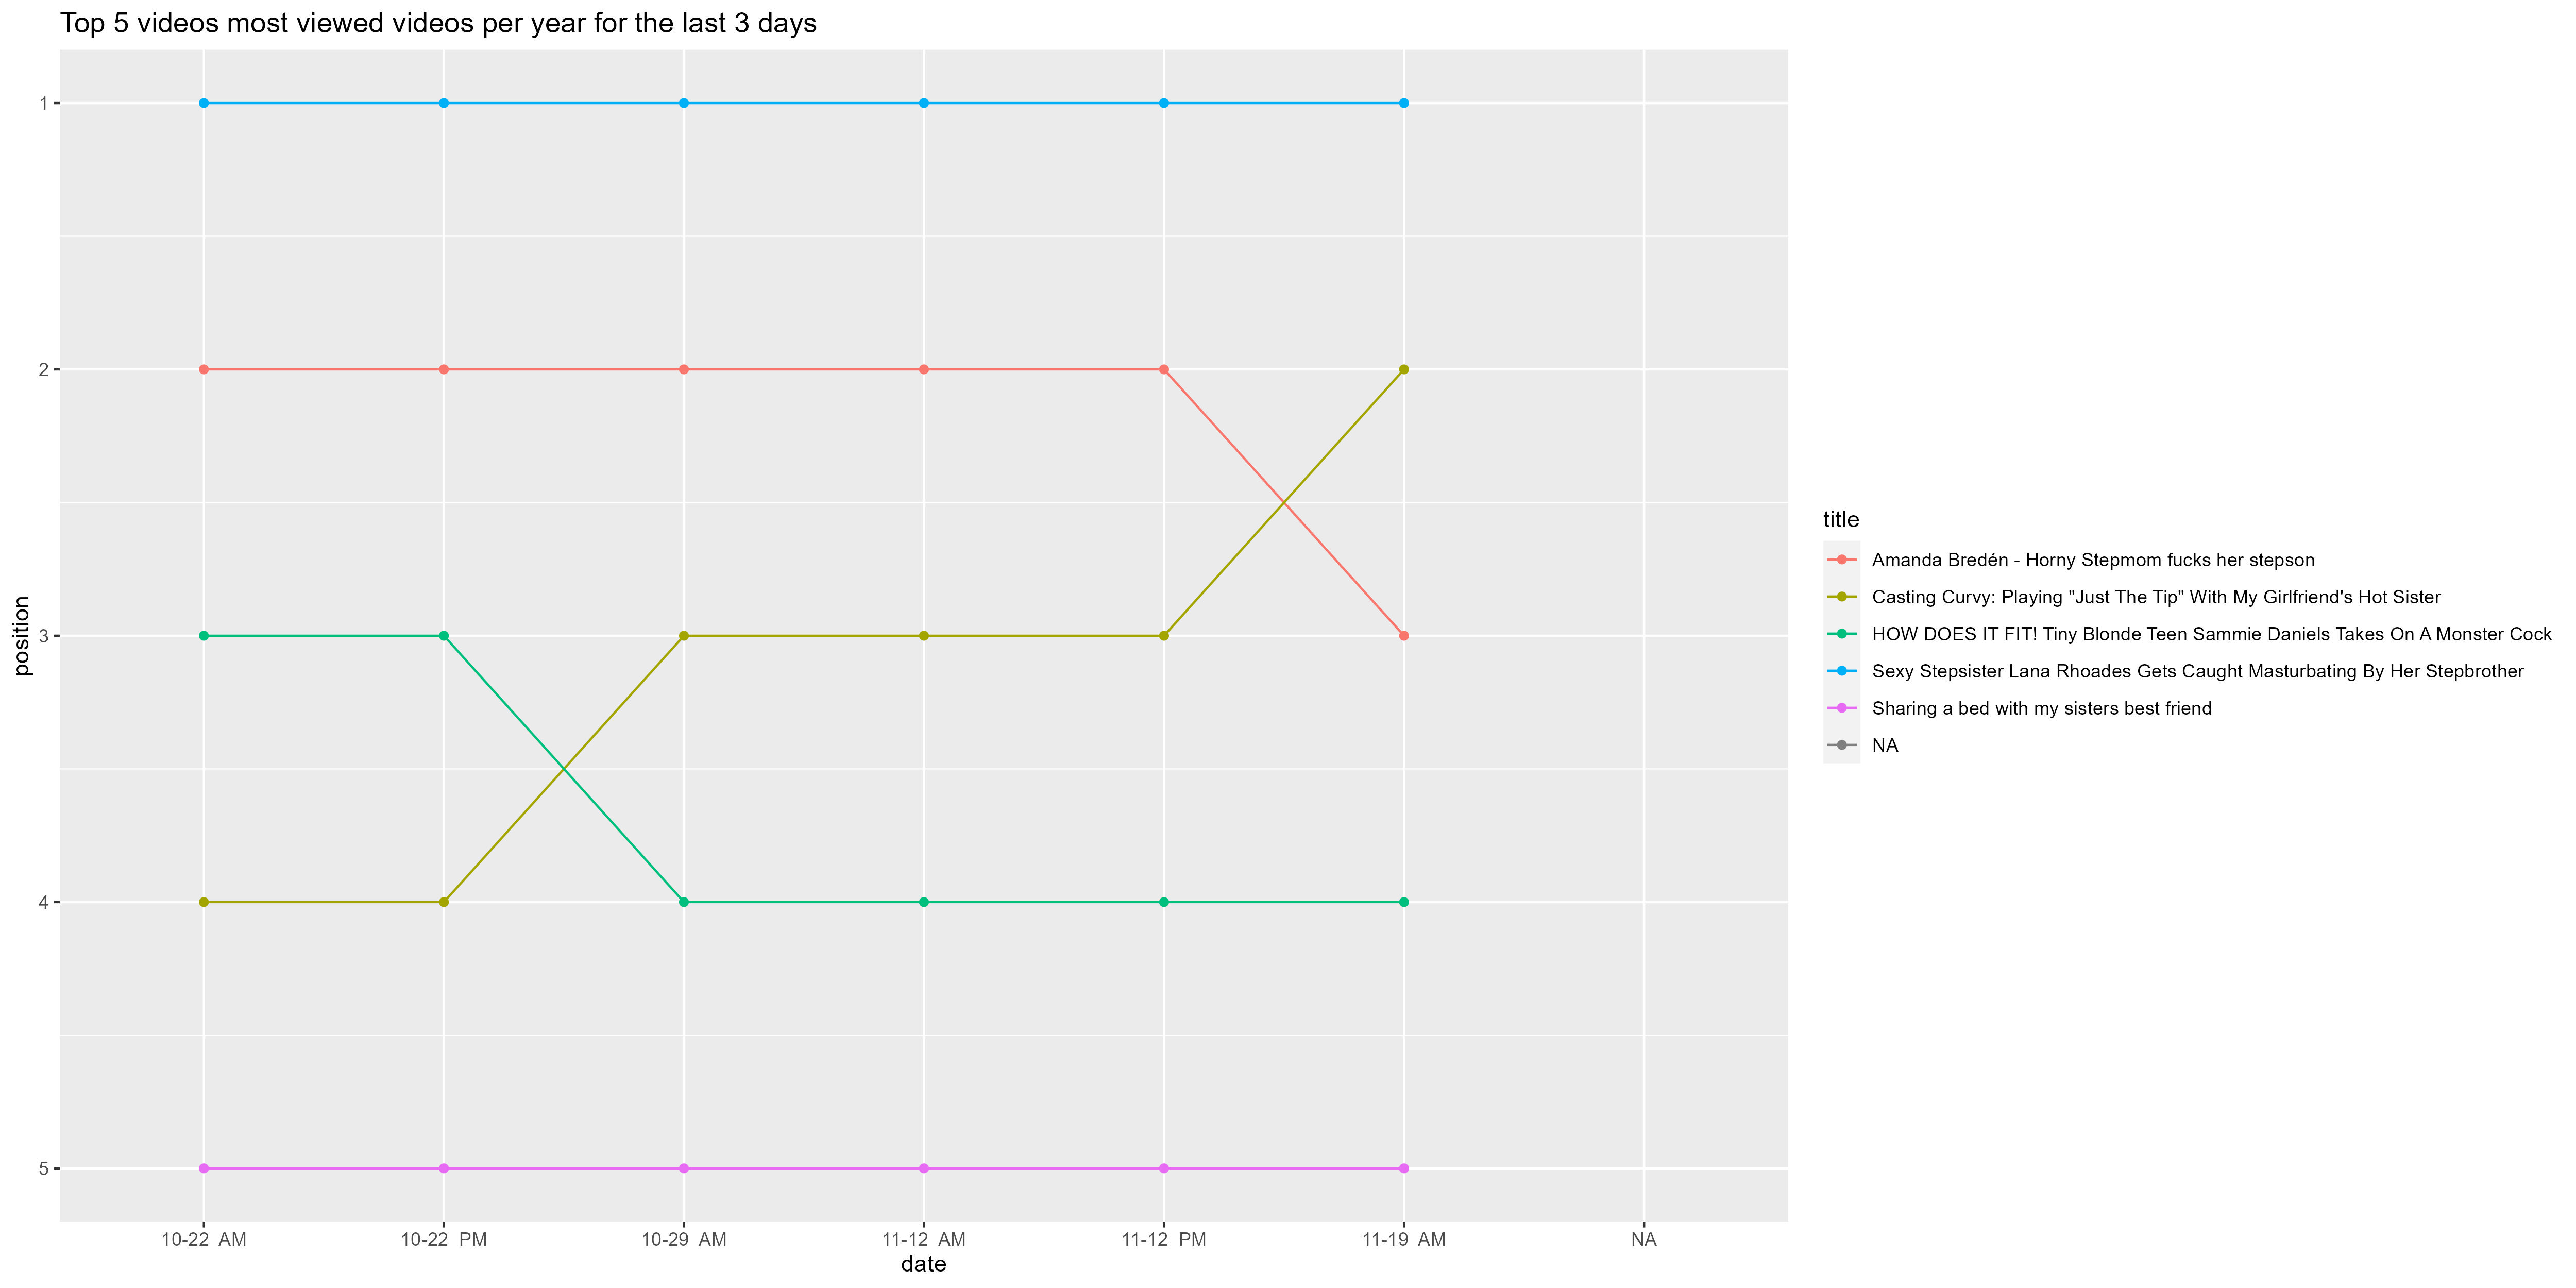 Top 5 videos most viewed videos per year for the last 3 days
position
1
2
3
4
5
10-22 AM
10-22 PM
10-29 AM
11-12 AM
11-12 PM
11-19 AM
NA
date
title
Amanda Bredén - Horny Stepmom fucks her stepson
Casting Curvy: Playing "Just The Tip" With My Girlfriend's Hot Sister
HOW DOES IT FIT! Tiny Blonde Teen Sammie Daniels Takes On A Monster Cock
Sexy Stepsister Lana Rhoades Gets Caught Masturbating By Her Stepbrother
Sharing a bed with my sisters best friend
NA